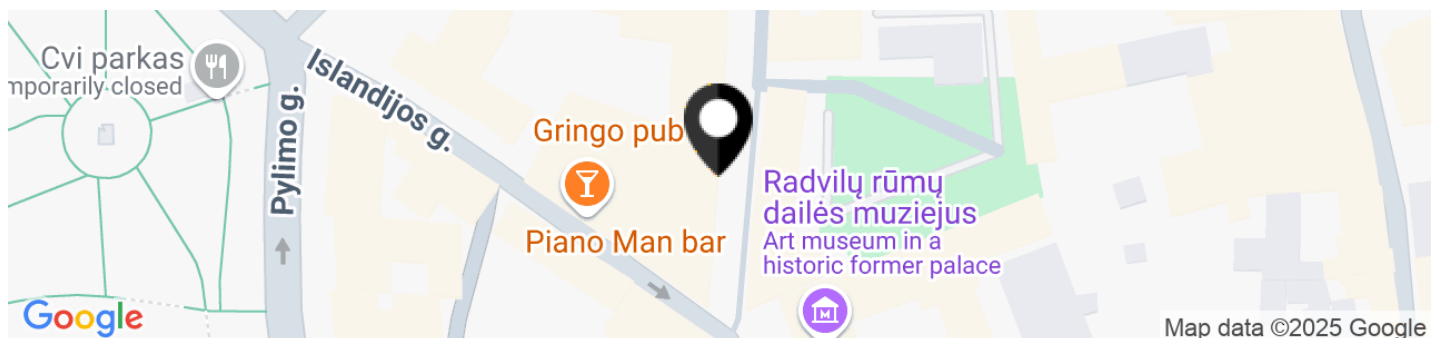 Cvi parkas
mporarily closed
Pylimo g.
Islandijos g.
Gringo pub
Piano Man bar
Radvilų rūmų
dailės muziejus
Art museum in a
historic former palace
M
Google
Map data ©2025 Google